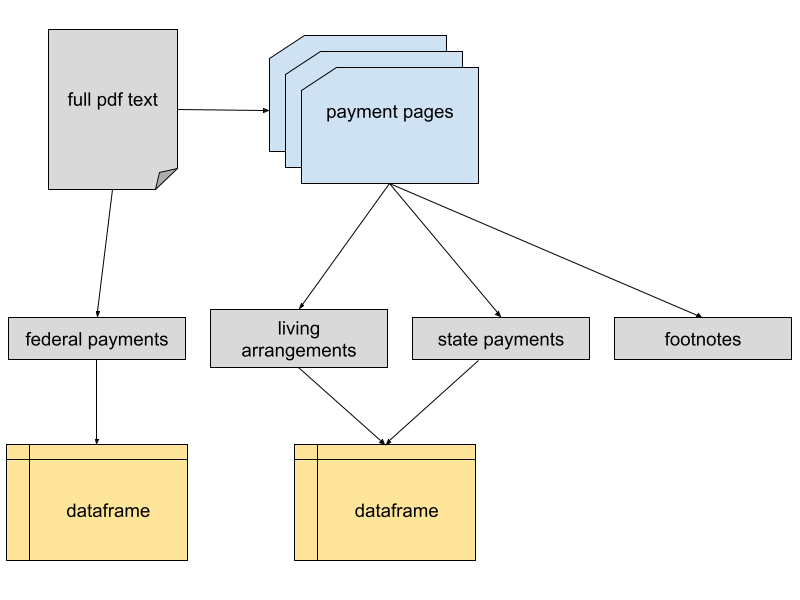 full pdf text
payment pages
federal payments
living
arrangements
state payments
footnotes
dataframe
dataframe